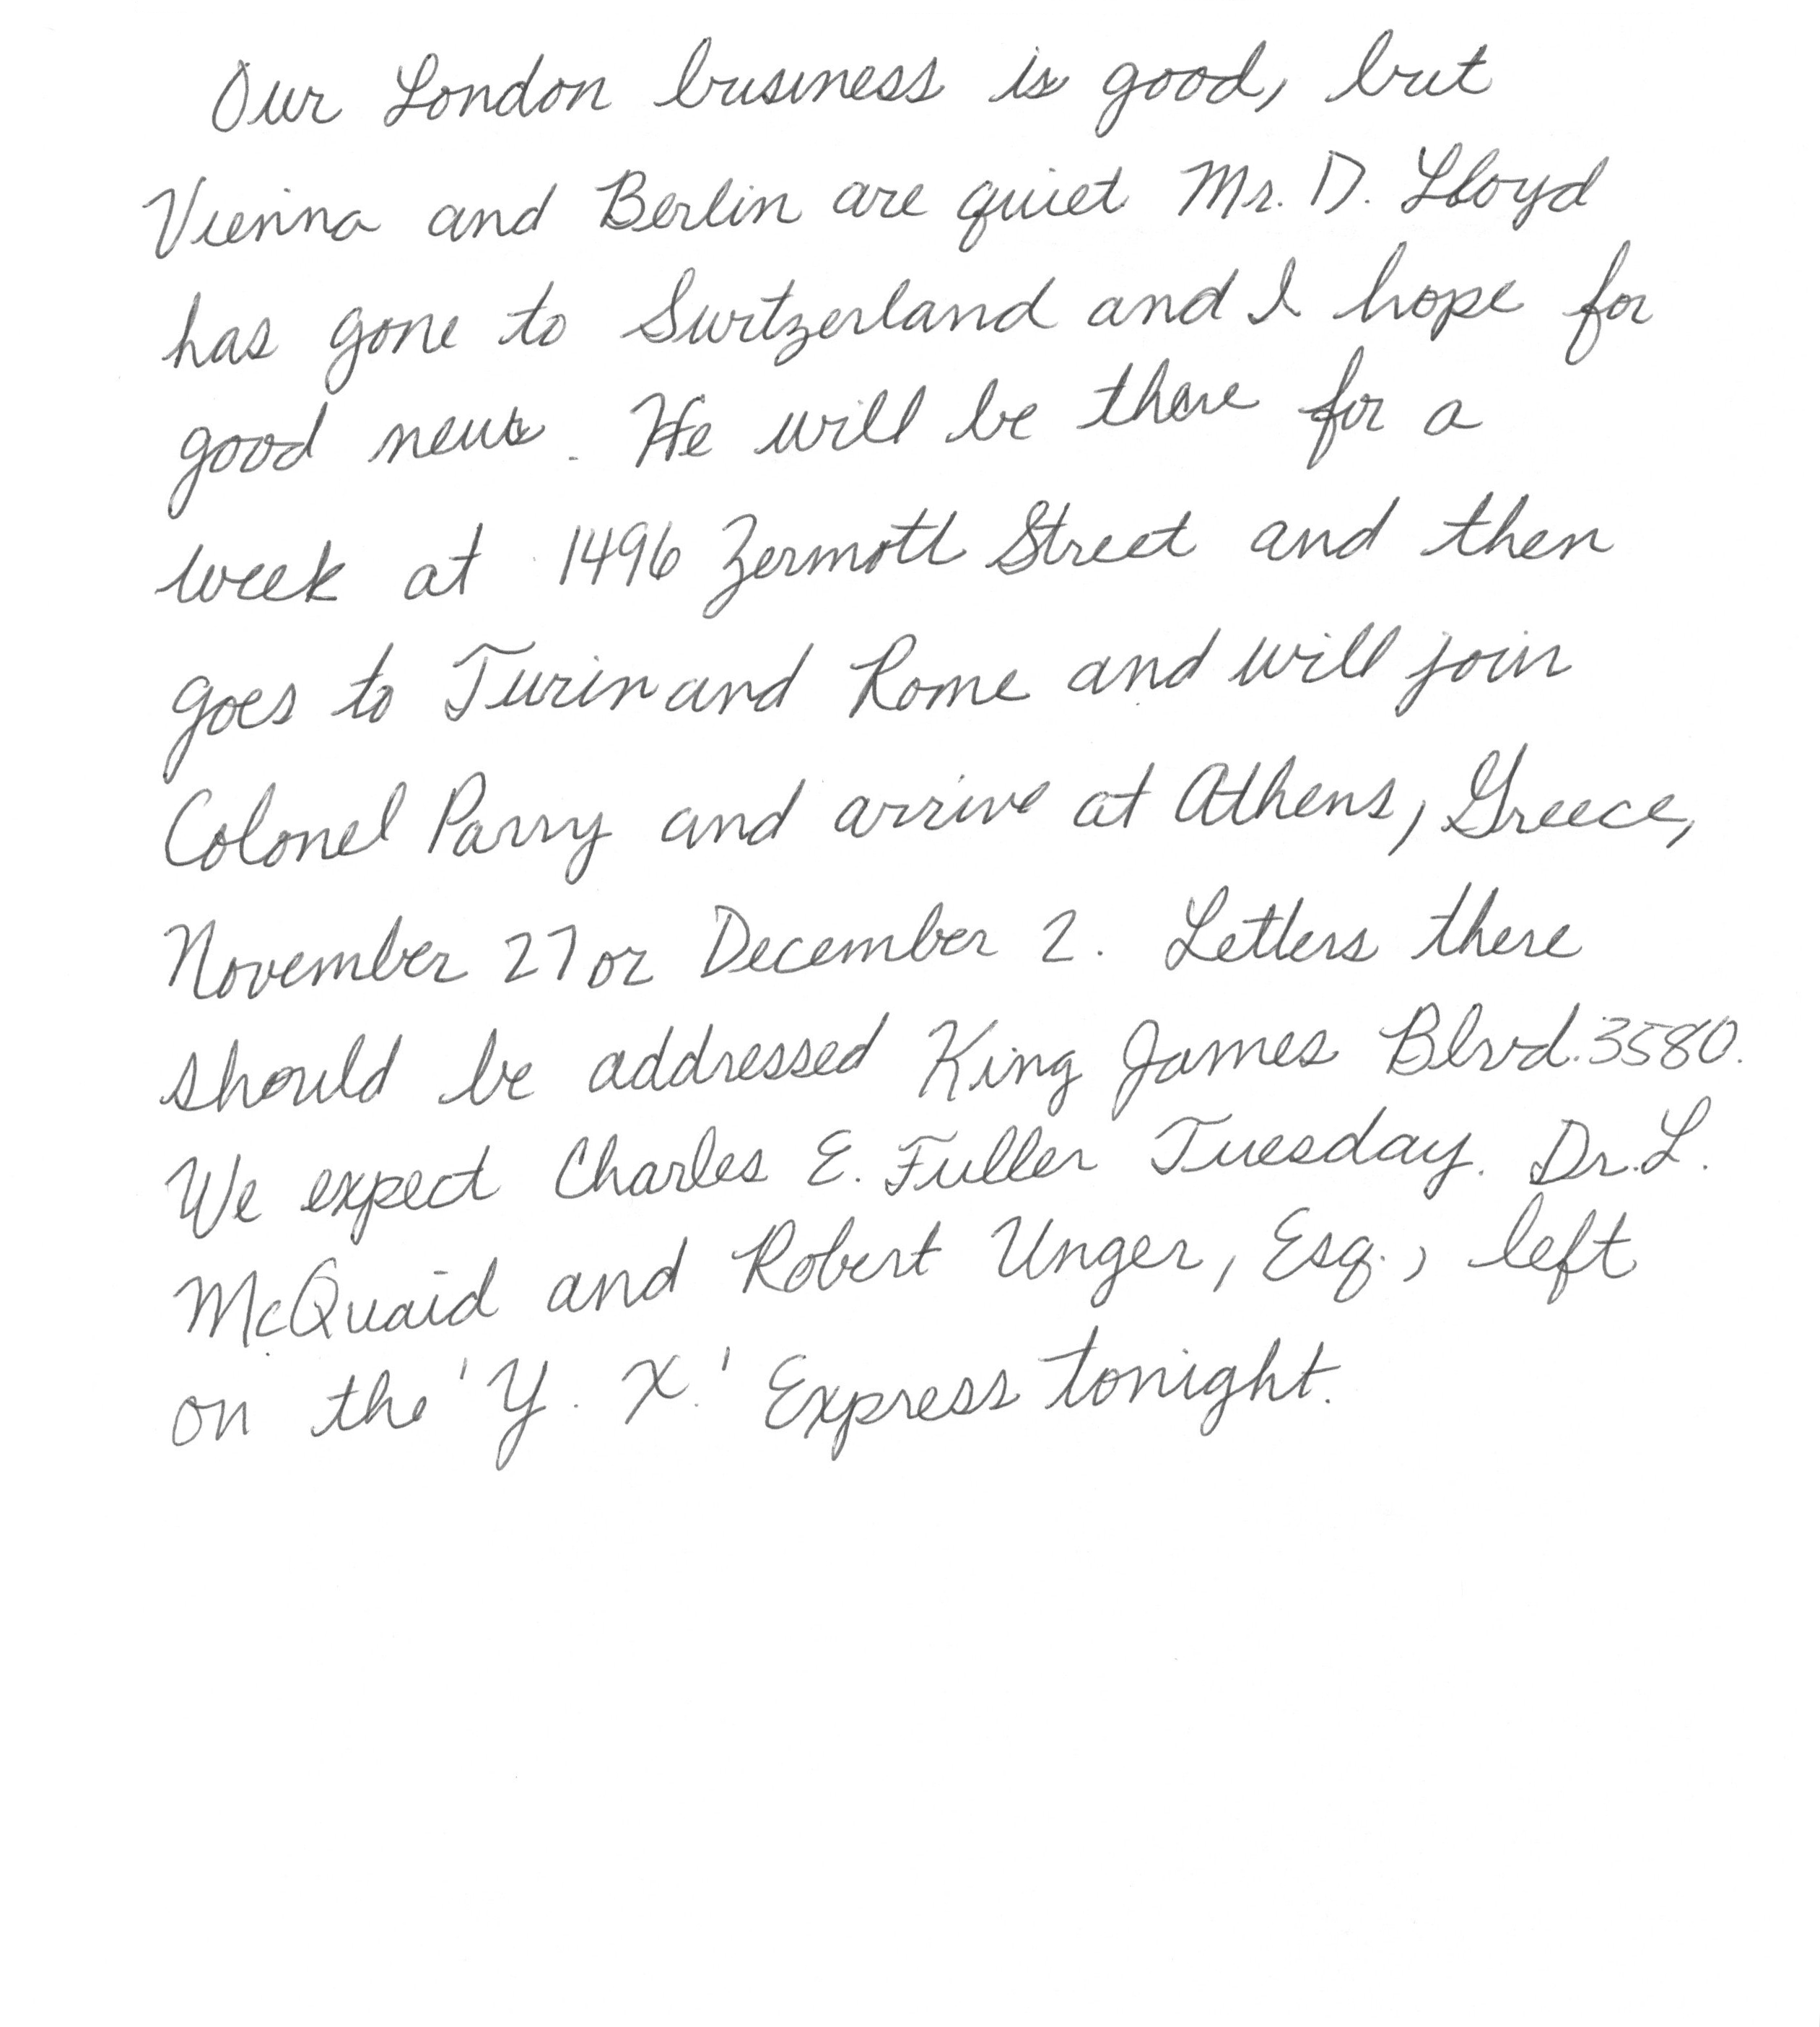 Our London business is good, but
Vienna and Berlin are quiet Mr. D. Lloyd
has gone to Switzerland and I hope for
good news. He will be there for a
week at 1496 Zermott Street and then
goes to Turin and Rome and will join
Colonel Parry and arrive at Athens, Greece,
November 27 or December 2. Letters there
should be addressed King James Blvd. 3580.
We expect Charles E. Fuller Tuesday. Dr. L.
McQuaid and Robert Unger, Esq., left
on the 'Y. X.' Express tonight.